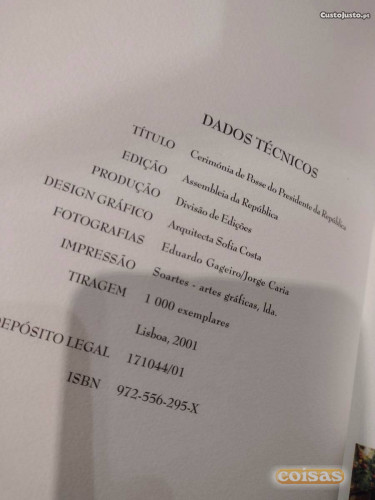 CustoJusto.pt
DADOS TÉCNICOS
TÍTULO Cerimónia de Posse do Presidente da República
EDIÇÃO Assembleia da República
PRODUÇÃO Divisão de Edições
DESIGN GRÁFICO Arquitecta Sofia Costa
FOTOGRAFIAS Eduardo Gageiro/Jorge Caria
IMPRESSÃO Soartes - artes gráficas, lda.
TIRAGEM 1 000 exemplares
Lisboa, 2001
DEPÓSITO LEGAL 171044/01
ISBN 972-556-295-X
coisas